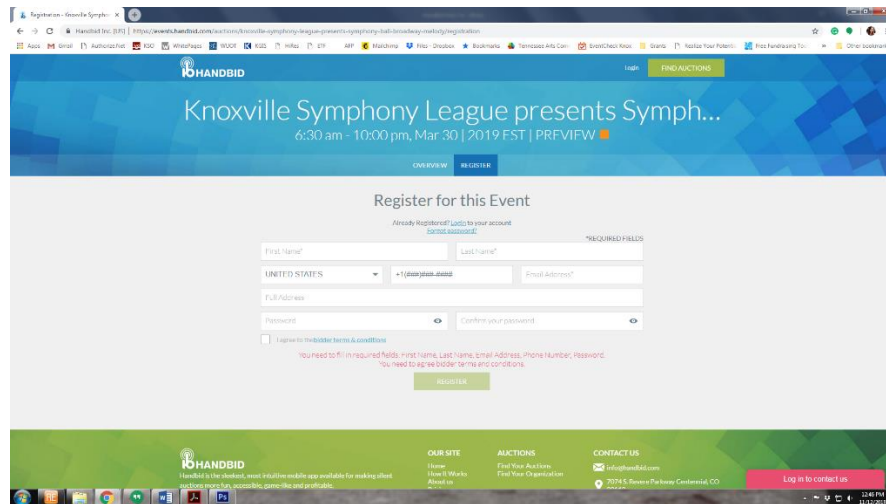 Registration - Knoxville Symph
Handbid Inc. [US] | https://events.handbid.com/auctions/knoxville-symphony-league-presents-symphony-ball-broadway-melody/registration
Apps Gmail Authorize.Net KSO WhitePages WUOT KGIS HiRes ETF ARP Mailchimp Files - Dropbox Bookmarks Tennessee Arts Com EventCheck Knox Grants Realize Your Potenti Free Fundraising To Other bookmark
HANDBID
Login
FIND AUCTIONS
Knoxville Symphony League presents Symph...
6:30 am - 10:00 pm, Mar 30 | 2019 EST | PREVIEW
OVERVIEW REGISTER
Register for this Event
Already Registered? Login to your account
Forgot password?
*REQUIRED FIELDS
First Name* Last Name*
UNITED STATES +1(###)###-#### Email Address*
Full Address
Password Confirm your password
I agree to the bidder terms & conditions
You need to fill in required fields: First Name, Last Name, Email Address, Phone Number, Password.
You need to agree bidder terms and conditions.
REGISTER
HANDBID
Handbid is the sleekest, most intuitive mobile app available for making silent
auctions more fun, accessible, game-like and profitable.
OUR SITE
Home
How It Works
About us
AUCTIONS
Find Your Auctions
Find Your Organization
CONTACT US
info@handbid.com
7074 S. Revere Parkway Centennial, CO
Log in to contact us
12:46 PM